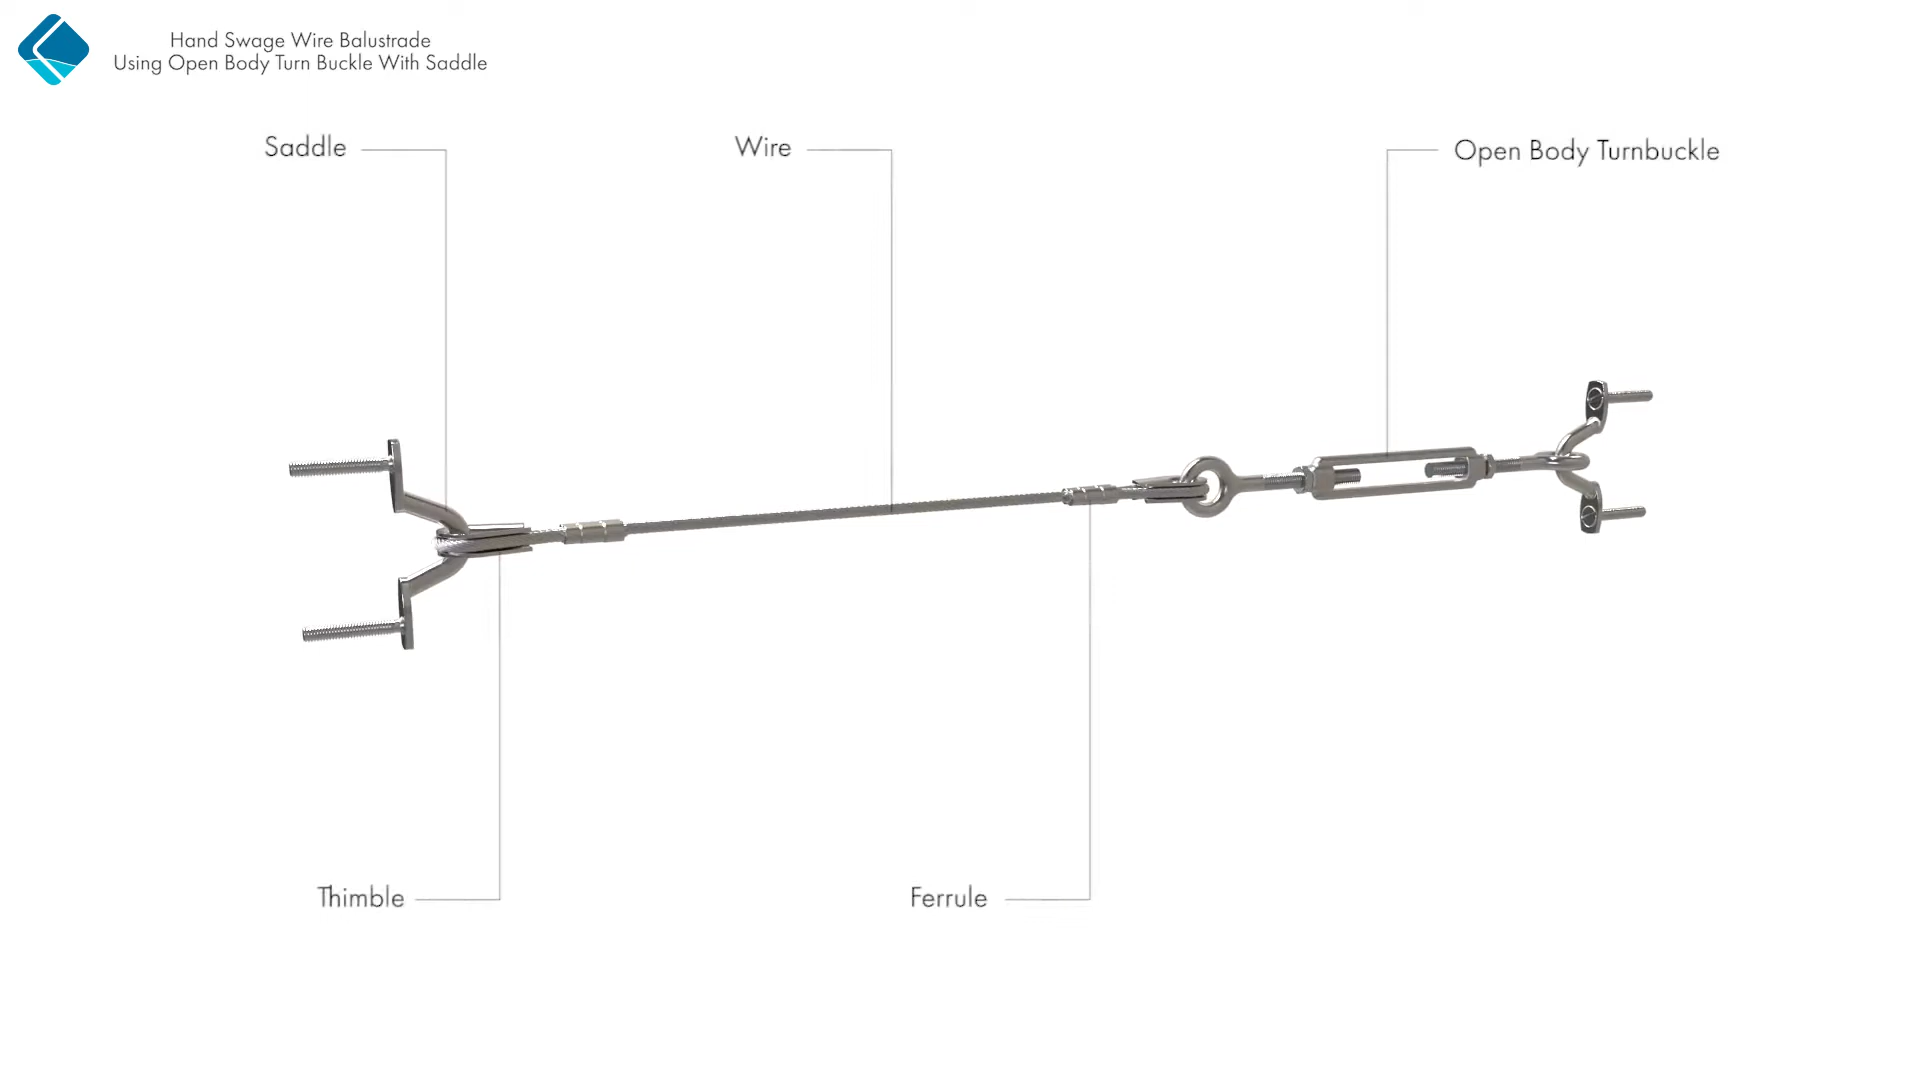 Hand Swage Wire Balustrade
Using Open Body Turn Buckle With Saddle
Saddle
Wire
Open Body Turnbuckle
Thimble
Ferrule